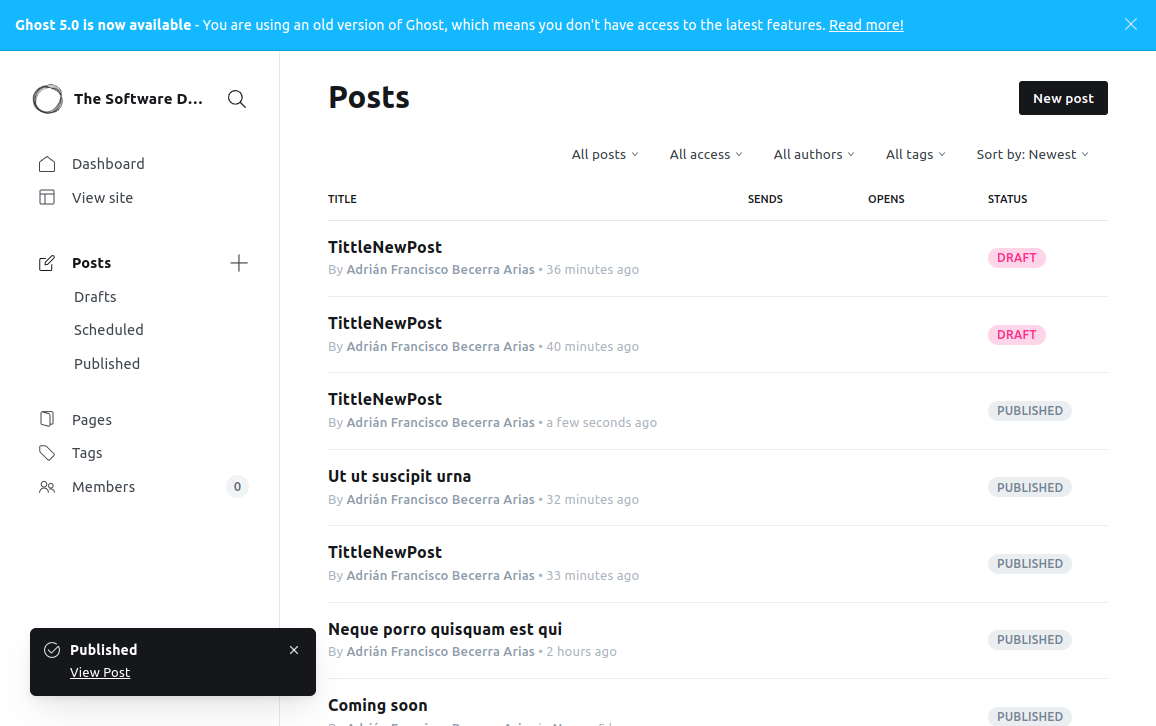 Ghost 5.0 is now available - You are using an old version of Ghost, which means you don't have access to the latest features. Read more!
The Software D...
Dashboard
View site
Posts
Drafts
Scheduled
Published
Pages
Tags
Members 0
Posts
New post
All posts All access All authors All tags Sort by: Newest
TITLE SENDS OPENS STATUS
TittleNewPost
By Adrián Francisco Becerra Arias • 36 minutes ago
DRAFT
TittleNewPost
By Adrián Francisco Becerra Arias • 40 minutes ago
DRAFT
TittleNewPost
By Adrián Francisco Becerra Arias • a few seconds ago
PUBLISHED
Ut ut suscipit urna
By Adrián Francisco Becerra Arias • 32 minutes ago
PUBLISHED
TittleNewPost
By Adrián Francisco Becerra Arias • 33 minutes ago
PUBLISHED
Neque porro quisquam est qui
By Adrián Francisco Becerra Arias • 2 hours ago
PUBLISHED
Coming soon
PUBLISHED
Published
View Post